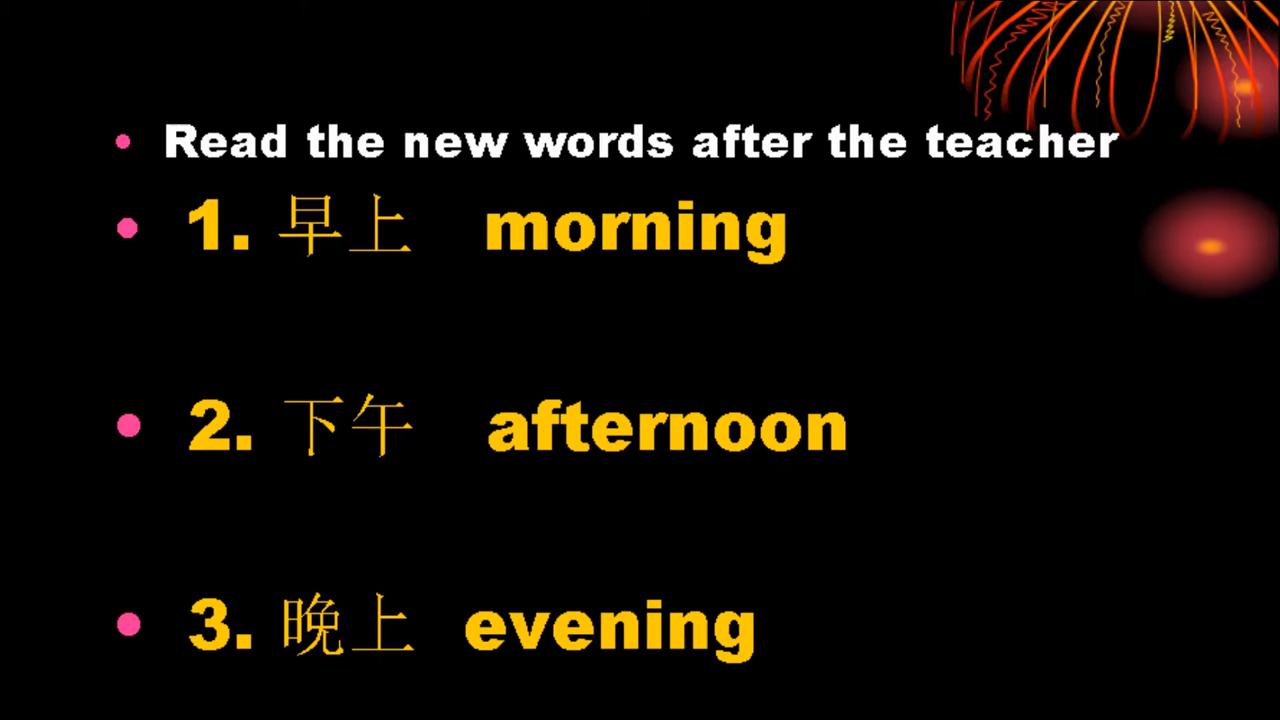 Read the new words after the teacher
1. 早上 morning
2. 下午 afternoon
3. 晚上 evening